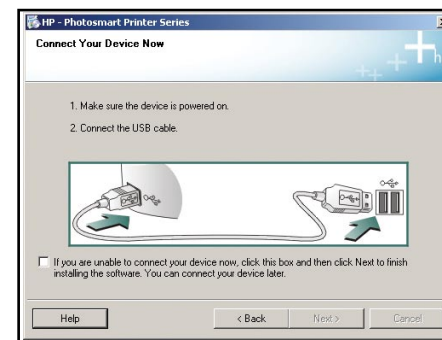 HP - Photosmart Printer Series
Connect Your Device Now
h
1. Make sure the device is powered on.
2. Connect the USB cable.
If you are unable to connect your device now, click this box and then click Next to finish
installing the software. You can connect your device later.
Help
< Back
Next >
Cancel